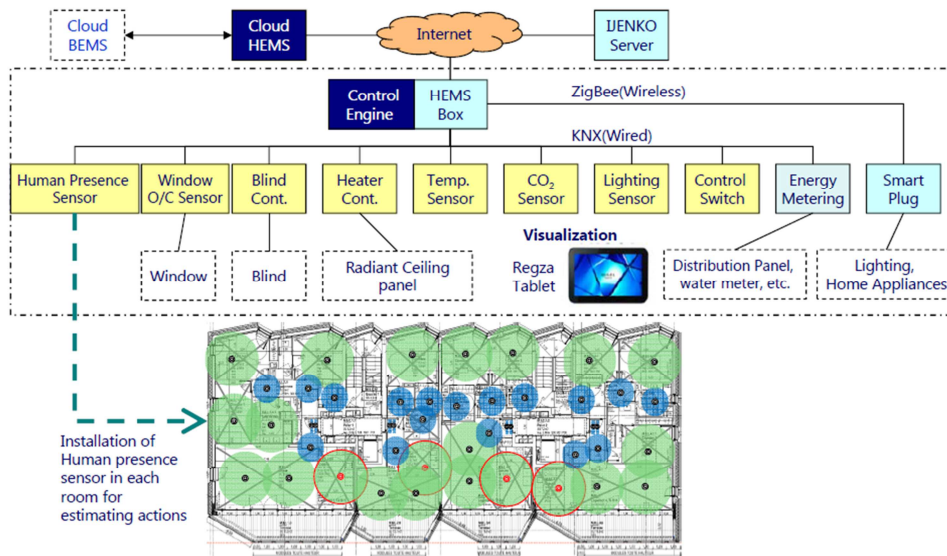 Cloud
BEMS
Cloud
HEMS
Internet
IJENKO
Server
Control
Engine
HEMS
Box
ZigBee(Wireless)
KNX(Wired)
Human Presence
Sensor
Window
O/C Sensor
Blind
Cont.
Heater
Cont.
Temp.
Sensor
CO₂
Sensor
Lighting
Sensor
Control
Switch
Energy
Metering
Smart
Plug
Visualization
Regza
Tablet
Window
Blind
Radiant Ceiling
panel
Distribution Panel,
water meter, etc.
Lighting,
Home Appliances
Installation of
Human presence
sensor in each
room for
estimating actions